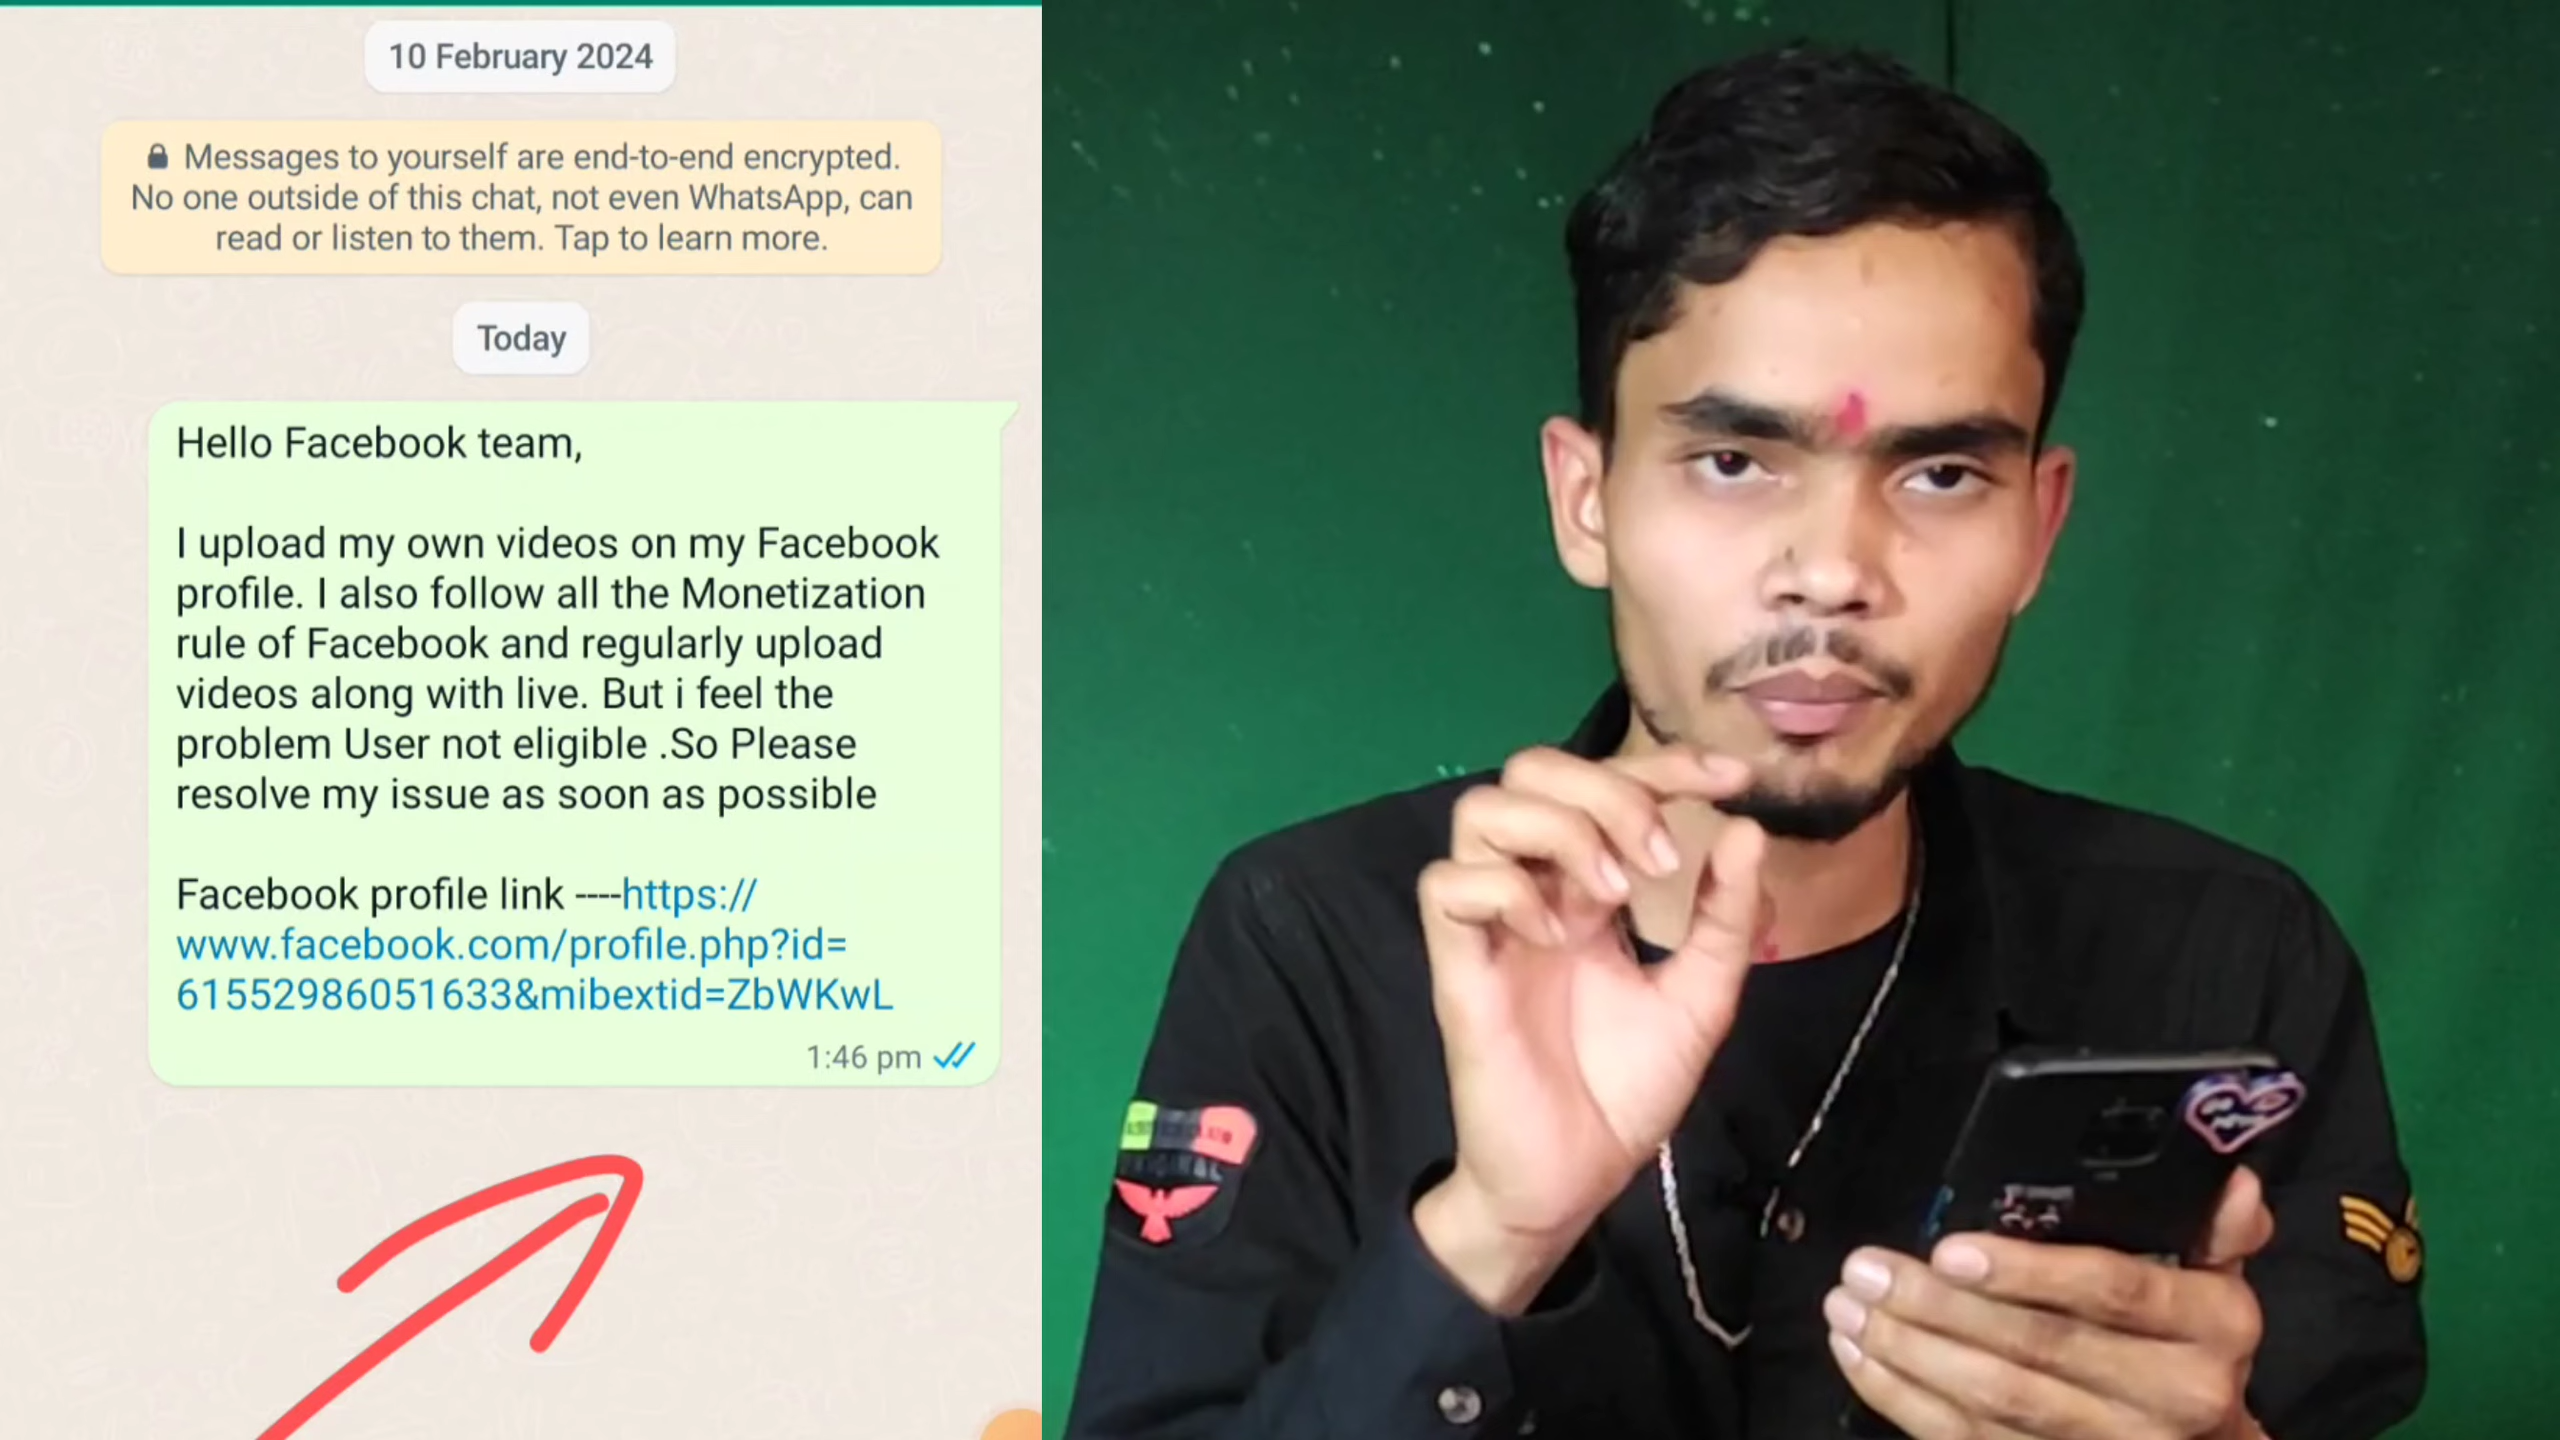 10 February 2024
Messages to yourself are end-to-end encrypted.
No one outside of this chat, not even WhatsApp, can
read or listen to them. Tap to learn more.
Today
Hello Facebook team,
I upload my own videos on my Facebook
profile. I also follow all the Monetization
rule of Facebook and regularly upload
videos along with live. But i feel the
problem User not eligible .So Please
resolve my issue as soon as possible
Facebook profile link ----https://
www.facebook.com/profile.php?id=
61552986051633&mibextid=ZbWKwL
1:46 pm
ORIGINAL